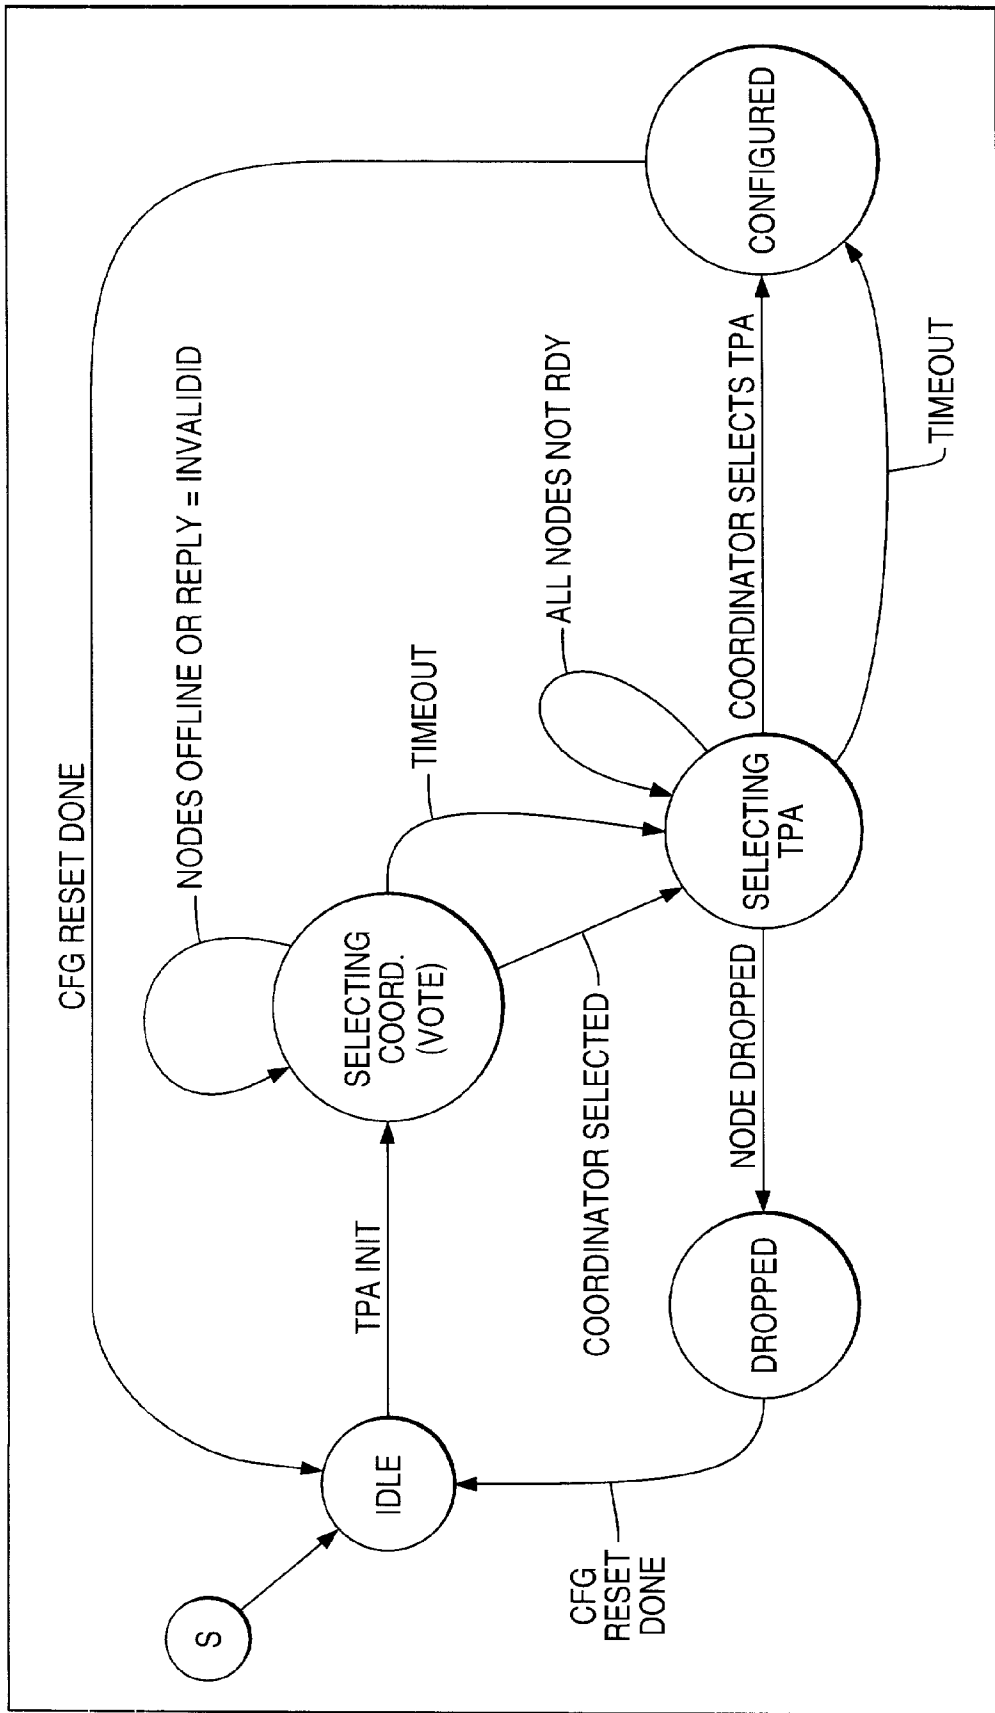 CFG RESET DONE
NODES OFFLINE OR REPLY = INVALIDID
S
IDLE
TPA INIT
SELECTING
COORD.
(VOTE)
TIMEOUT
ALL NODES NOT RDY
COORDINATOR SELECTED
CFG
RESET
DONE
DROPPED
NODE DROPPED
SELECTING
TPA
COORDINATOR SELECTS TPA
CONFIGURED
TIMEOUT